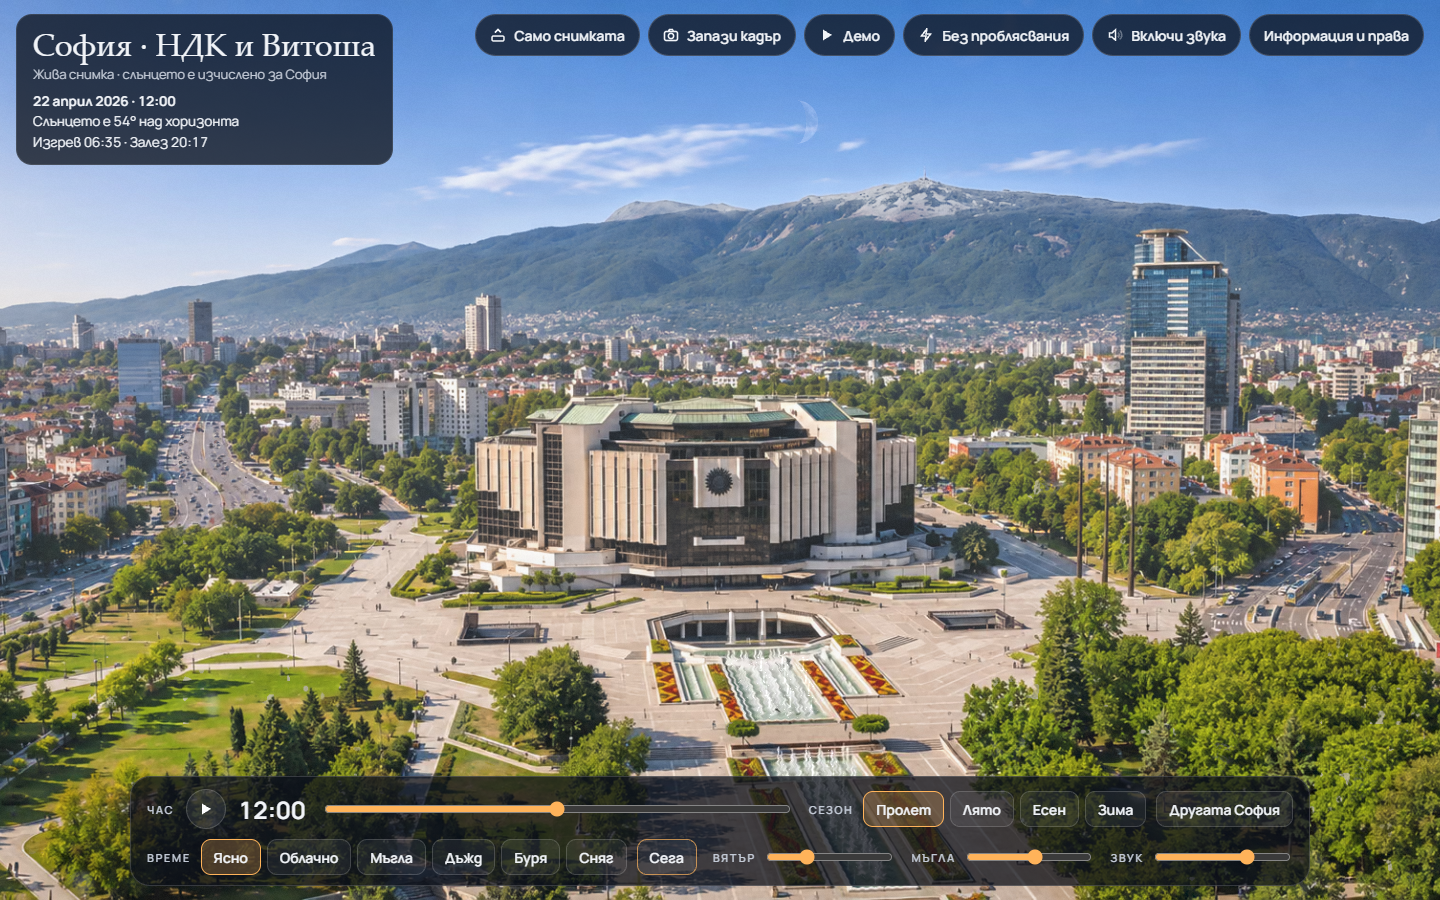 София · НДК и Витоша
Жива снимка · слънцето е изчислено за София
22 април 2026 · 12:00
Слънцето е 54° над хоризонта
Изгрев 06:35 · Залез 20:17
Само снимката
Запази кадър
Демо
Без проблясвания
Включи звука
Информация и права
ЧАС
12:00
СЕЗОН
Пролет
Лято
Есен
Зима
Другата София
ВРЕМЕ
Ясно
Облачно
Мъгла
Дъжд
Буря
Сняг
Сега
ВЯТЪР
МЪГЛА
ЗВУК